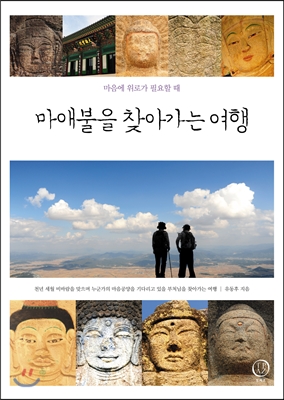 마음에 위로가 필요할 때
마애불을 찾아가는 여행
천년 세월 비바람을 맞으며 누군가의 마음공양을 기다리고 있을 부처님을 찾아가는 여행 | 유동후 지음